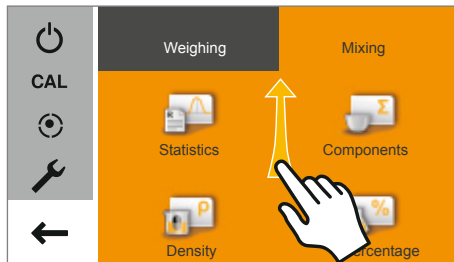 Weighing Mixing
CAL
Σ
Statistics Components
ρ %
Density ercentage